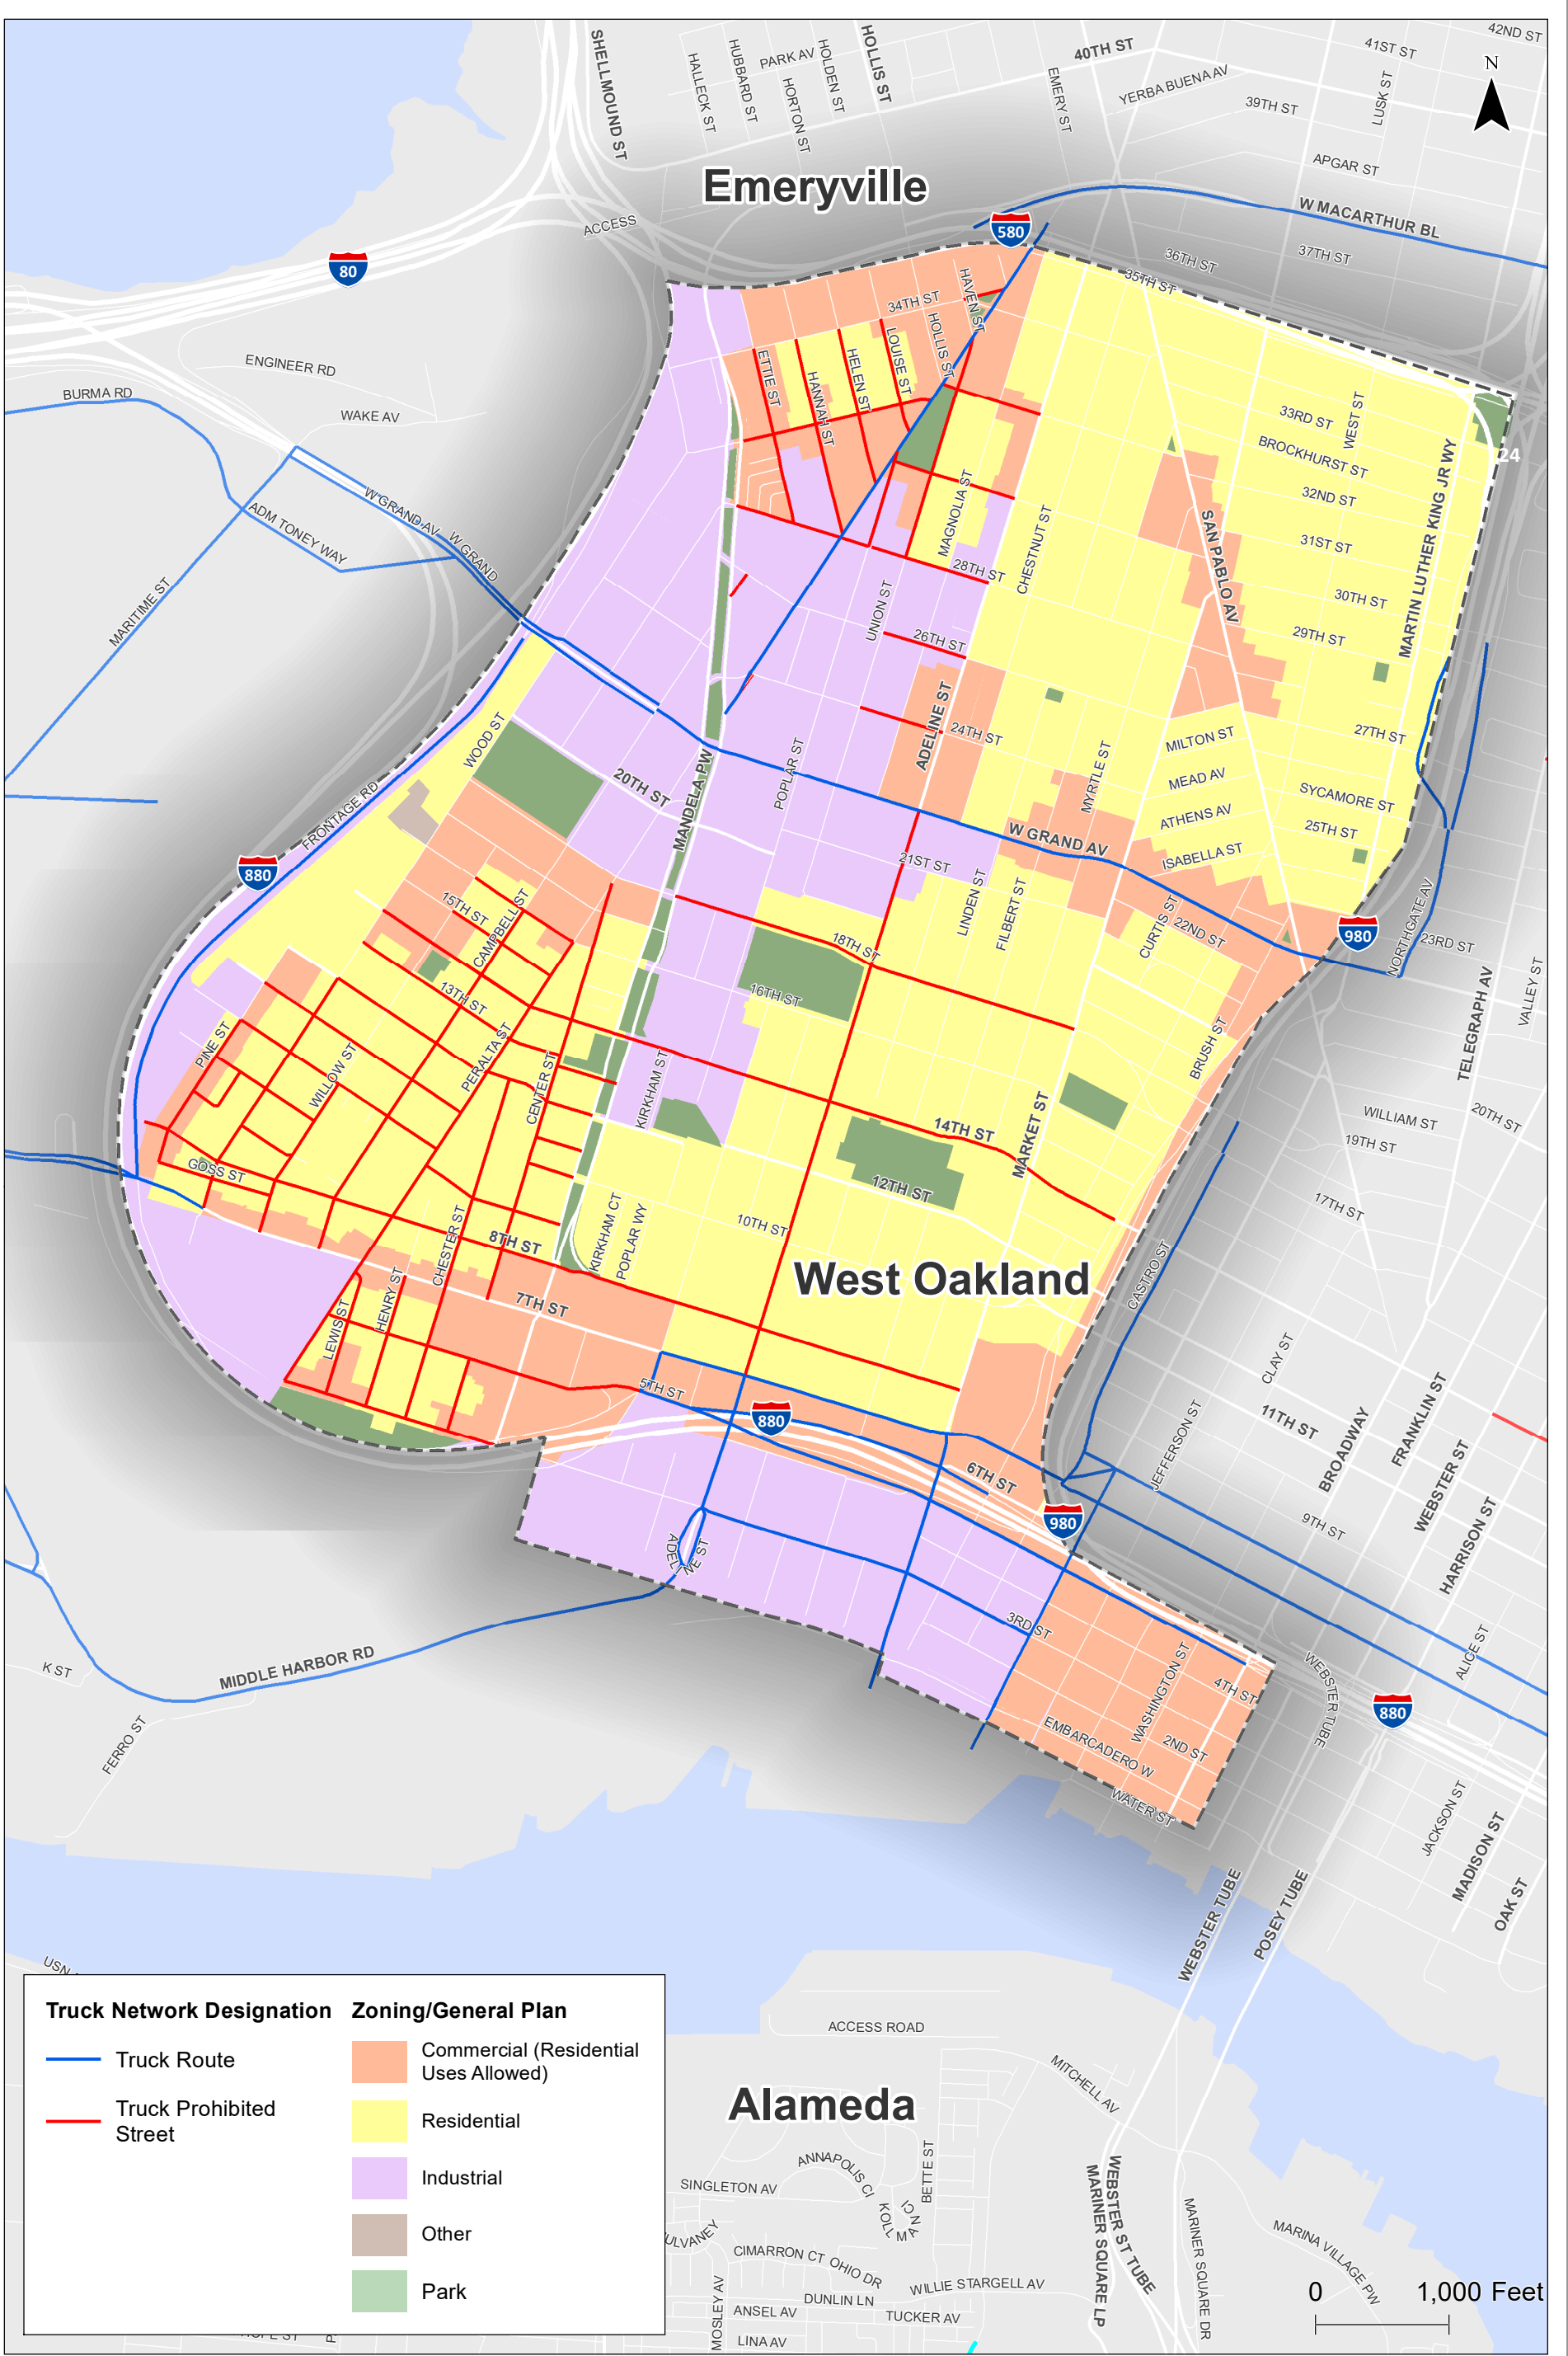 42ND ST
41ST ST
40TH ST
SHELLMOUND ST
HALLECK ST
HUBBARD ST
PARK AV
HORTON ST
HOLDEN ST
HOLLIS ST
EMERY ST
YERBA BUENA AV
39TH ST
LUSK ST
N
APGAR ST
Emeryville
W MACARTHUR BL
ACCESS
580
80
37TH ST
36TH ST
35TH ST
HAVEN ST
34TH ST
HOLLIS ST
LOUISE ST
HELEN ST
HANNAH ST
ETTIE ST
ENGINEER RD
BURMA RD
WAKE AV
33RD ST
WEST ST
BROCKHURST ST
24
32ND ST
W GRAND AV
W GRAND
ADM TONEY WAY
MARITIME ST
MAGNOLIA ST
CHESTNUT ST
SAN PABLO AV
MARTIN LUTHER KING JR WY
31ST ST
28TH ST
30TH ST
UNION ST
26TH ST
29TH ST
WOOD ST
ADELINE ST
24TH ST
27TH ST
MILTON ST
MEAD AV
MYRTLE ST
SYCAMORE ST
ATHENS AV
25TH ST
ISABELLA ST
20TH ST
MANDELA PW
POPLAR ST
W GRAND AV
FRONTAGE RD
880
21ST ST
LINDEN ST
FILBERT ST
CURTIS ST
22ND ST
980
NORTHGATE AV
23RD ST
TELEGRAPH AV
VALLEY ST
15TH ST
CAMPBELL ST
18TH ST
16TH ST
13TH ST
PINE ST
WILLOW ST
PERALTA ST
CENTER ST
KIRKHAM ST
BRUSH ST
14TH ST
MARKET ST
WILLIAM ST
20TH ST
19TH ST
GOSS ST
12TH ST
17TH ST
KIRKHAM CT
POPLAR WY
10TH ST
8TH ST
CHESTER ST
West Oakland
CASTRO ST
7TH ST
HENRY ST
LEWIS ST
CLAY ST
5TH ST
880
11TH ST
JEFFERSON ST
BROADWAY
FRANKLIN ST
WEBSTER ST
HARRISON ST
6TH ST
980
9TH ST
ADEL
NE ST
3RD ST
MIDDLE HARBOR RD
K ST
FERRO ST
WASHINGTON ST
4TH ST
WEBSTER TUBE
ALICE ST
880
2ND ST
EMBARCADERO W
WATER ST
JACKSON ST
MADISON ST
OAK ST
WEBSTER TUBE
POSEY TUBE
USN
Truck Network Designation
Truck Route
Truck Prohibited
Street
Zoning/General Plan
Commercial (Residential
Uses Allowed)
Residential
Industrial
Other
Park
ACCESS ROAD
MITCHELL AV
Alameda
ANNAPOLIS CI
BETTE ST
SINGLETON AV
KOLL
MA
N CI
ULVANEY
CIMARRON CT
OHIO DR
WILLIE STARGELL AV
DUNLIN LN
ANSEL AV
TUCKER AV
MOSLEY AV
LINA AV
WEBSTER ST TUBE
MARINER SQUARE LP
MARINER SQUARE DR
MARINA VILLAGE PW
0
1,000 Feet